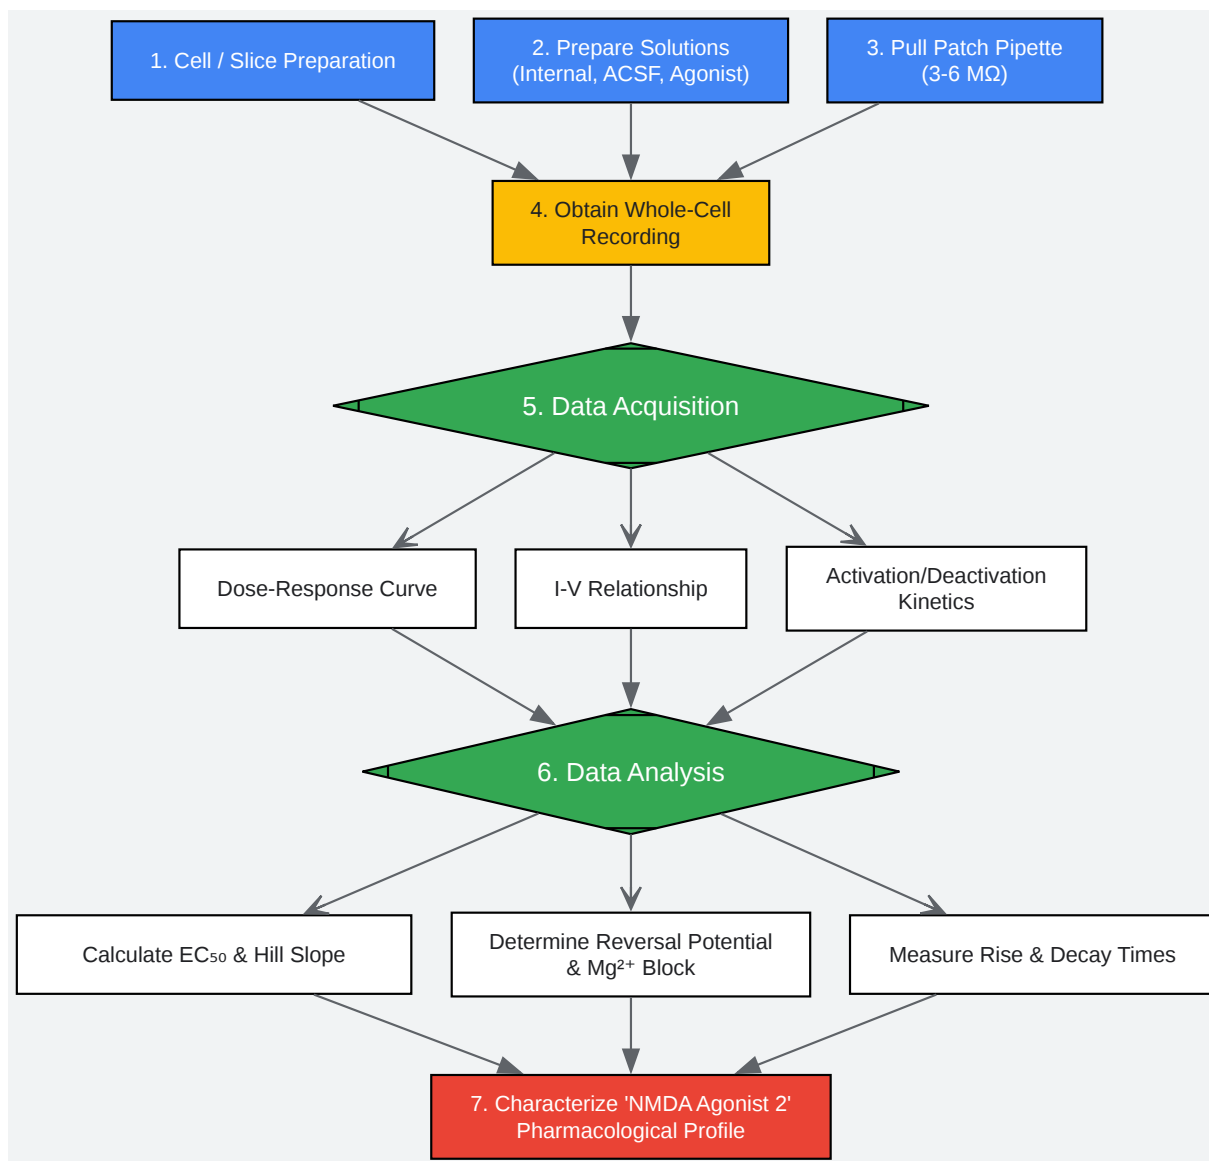 1. Cell / Slice Preparation
2. Prepare Solutions
(Internal, ACSF, Agonist)
3. Pull Patch Pipette
(3-6 MΩ)
4. Obtain Whole-Cell
Recording
5. Data Acquisition
Dose-Response Curve
I-V Relationship
Activation/Deactivation
Kinetics
6. Data Analysis
Calculate EC₅₀ & Hill Slope
Determine Reversal Potential
& Mg²⁺ Block
Measure Rise & Decay Times
7. Characterize 'NMDA Agonist 2'
Pharmacological Profile